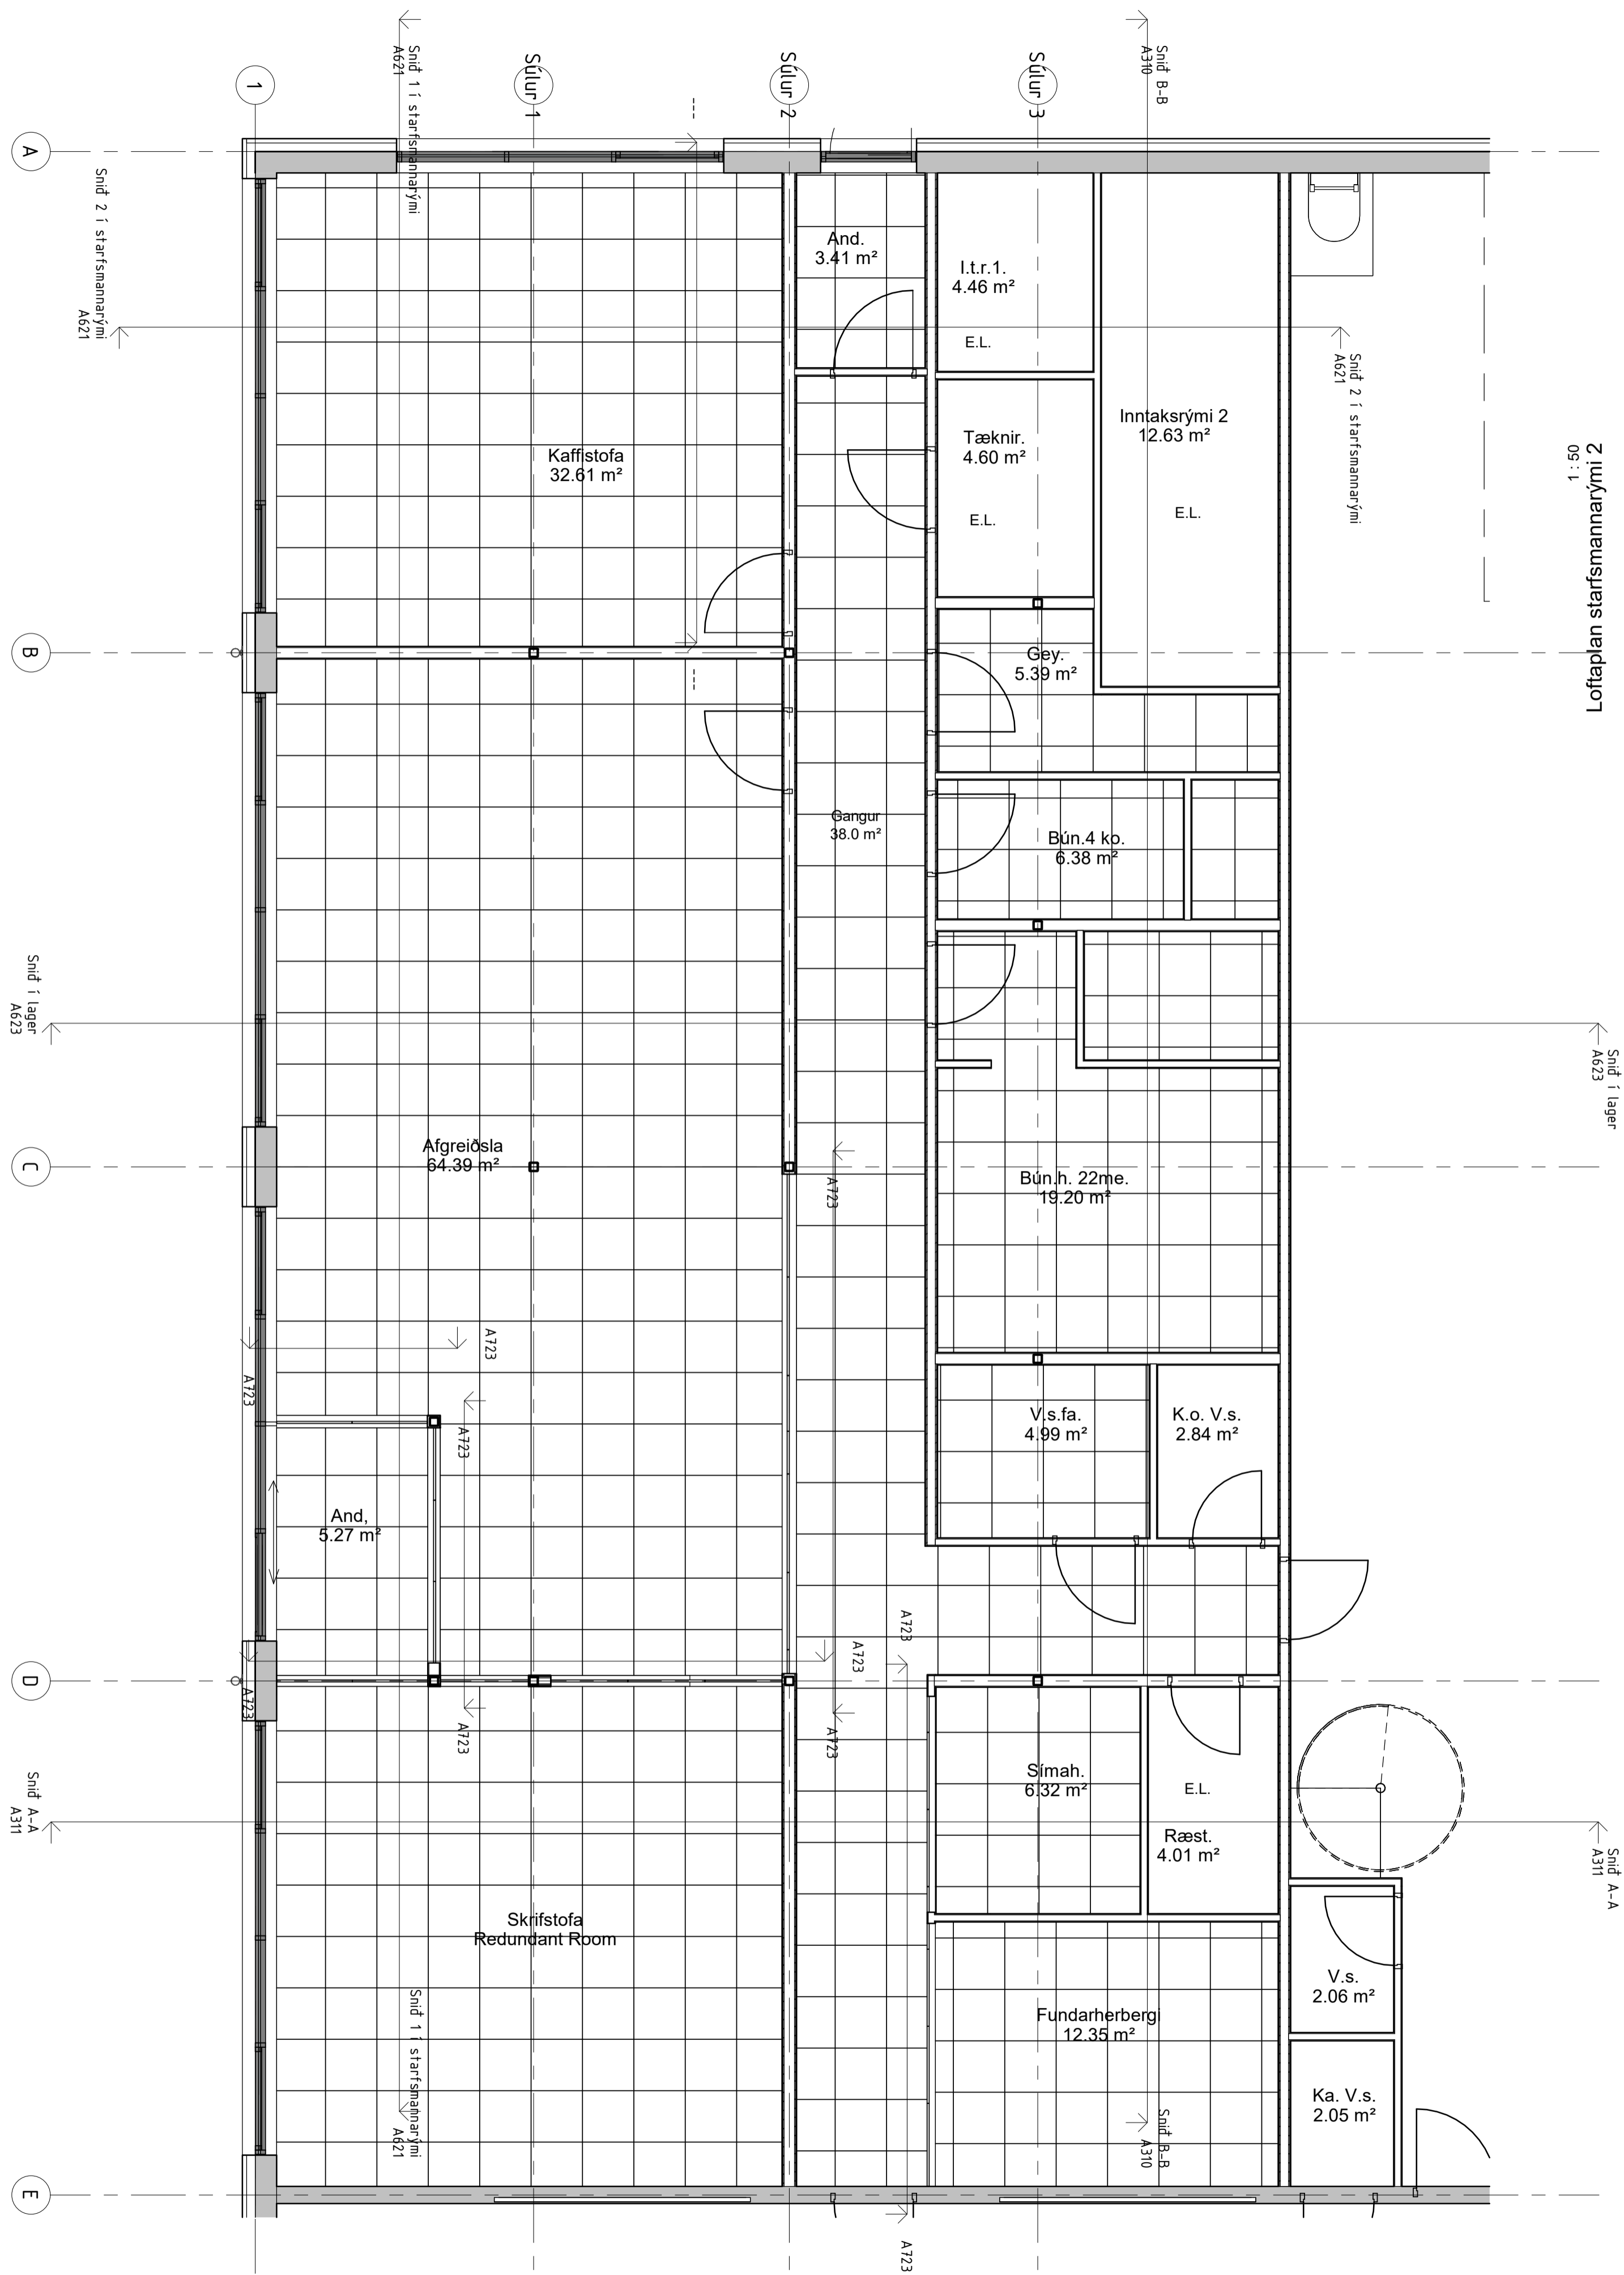 Snið 1 í starfsmannarými
A621
Snið B-B
A310
1
Súlur 1
Súlur 2
Súlur 3
---
A
Snið 2 í starfsmannarými
A621
And.
3.41 m²
I.t.r.1.
4.46 m²
E.L.
Snið 2 í starfsmannarými
A621
Kaffistofa
32.61 m²
Tæknir.
4.60 m²
E.L.
Inntaksrými 2
12.63 m²
E.L.
Loftaplan starfsmannarými 2
1 : 50
B
---
Gey.
5.39 m²
Gangur
38.0 m²
Bún.4 ko.
6.38 m²
Snið í lager
A623
Snið í lager
A623
C
Afgreiðsla
64.39 m²
A723
Bún.h. 22me.
19.20 m²
A723
A723
A723
V.s.fa.
4.99 m²
K.o. V.s.
2.84 m²
And,
5.27 m²
A723
A723
D
A723
A723
A723
Símah.
6.32 m²
E.L.
Ræst.
4.01 m²
Snið A-A
A311
Snið A-A
A311
Skrifstofa
Redundant Room
V.s.
2.06 m²
Fundarherbergi
12.35 m²
Snið 1 í starfsmannarými
A621
Ka. V.s.
2.05 m²
Snið B-B
A310
E
A723